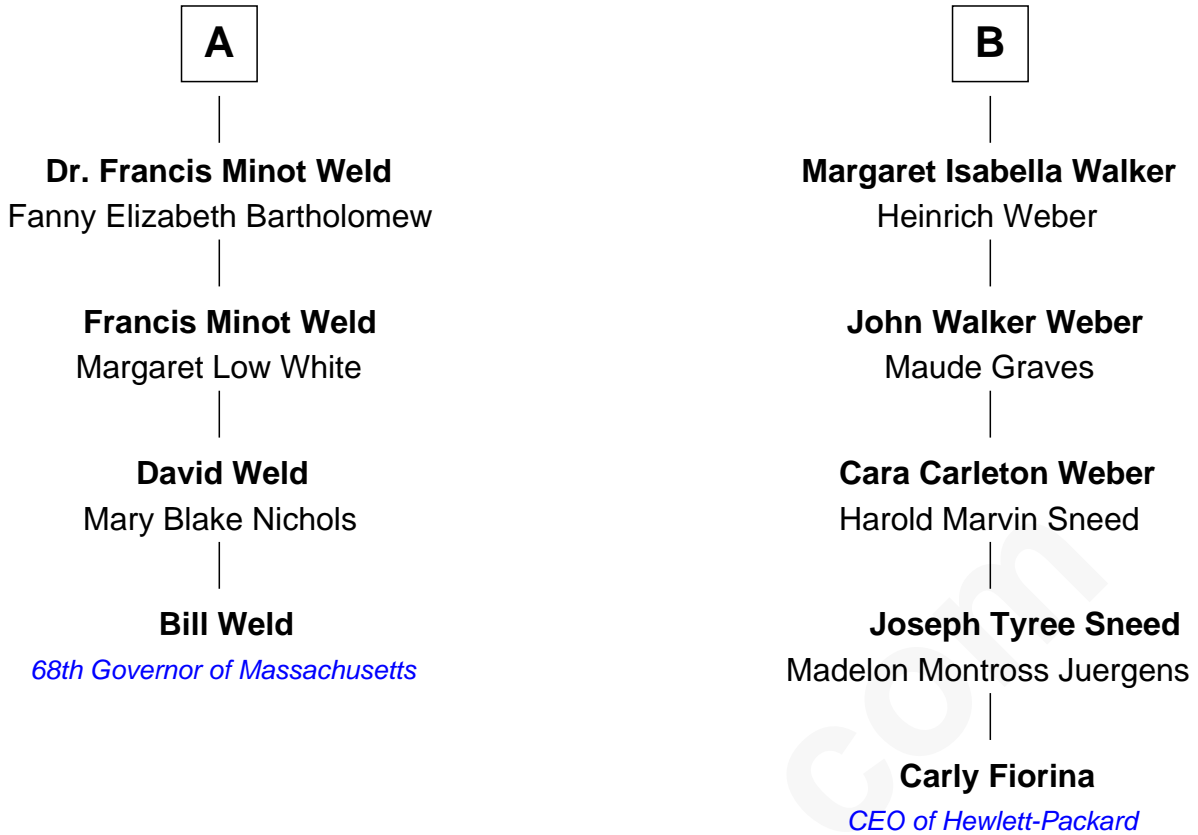 A
Dr. Francis Minot Weld
Fanny Elizabeth Bartholomew
Francis Minot Weld
Margaret Low White
David Weld
Mary Blake Nichols
Bill Weld
68th Governor of Massachusetts
B
Margaret Isabella Walker
Heinrich Weber
John Walker Weber
Maude Graves
Cara Carleton Weber
Harold Marvin Sneed
Joseph Tyree Sneed
Madelon Montross Juergens
Carly Fiorina
CEO of Hewlett-Packard
com